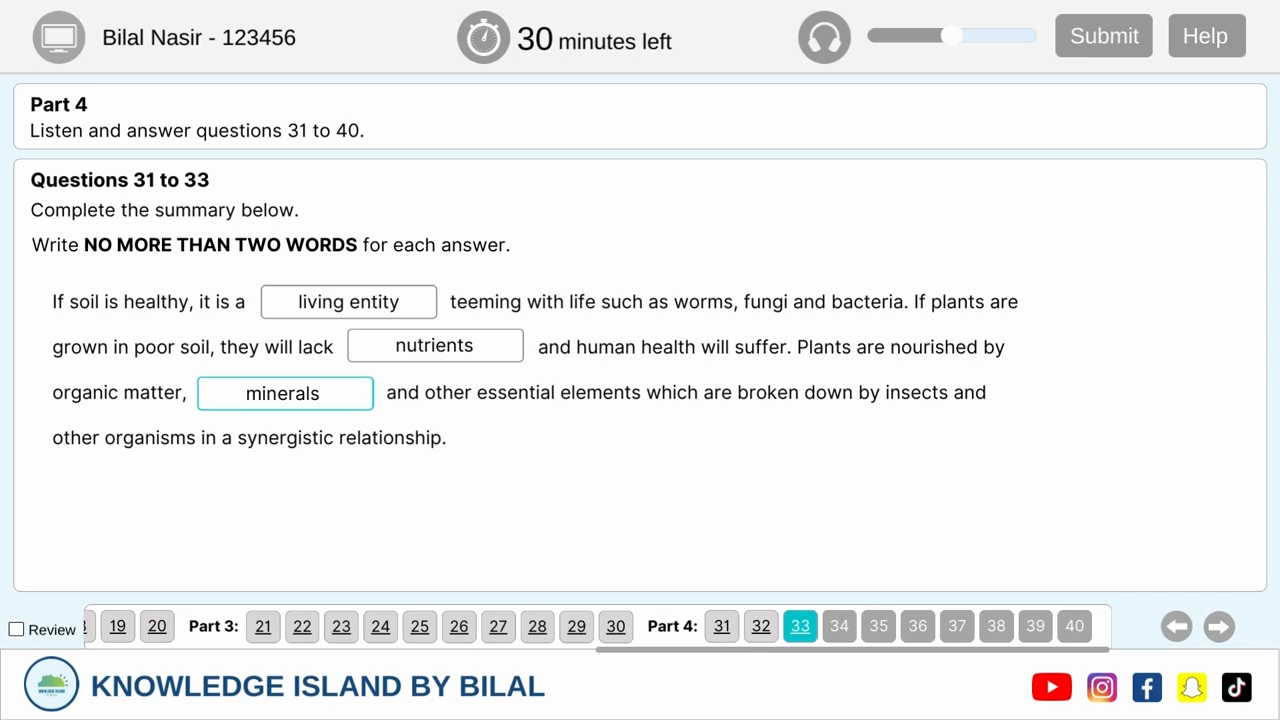 Bilal Nasir - 123456
30 minutes left
Submit
Help
Part 4
Listen and answer questions 31 to 40.
Questions 31 to 33
Complete the summary below.
Write NO MORE THAN TWO WORDS for each answer.
If soil is healthy, it is a living entity teeming with life such as worms, fungi and bacteria. If plants are
grown in poor soil, they will lack nutrients and human health will suffer. Plants are nourished by
organic matter, minerals and other essential elements which are broken down by insects and
other organisms in a synergistic relationship.
Review 19 20 Part 3: 21 22 23 24 25 26 27 28 29 30 Part 4: 31 32 33 34 35 36 37 38 39 40
KNOWLEDGE ISLAND BY BILAL